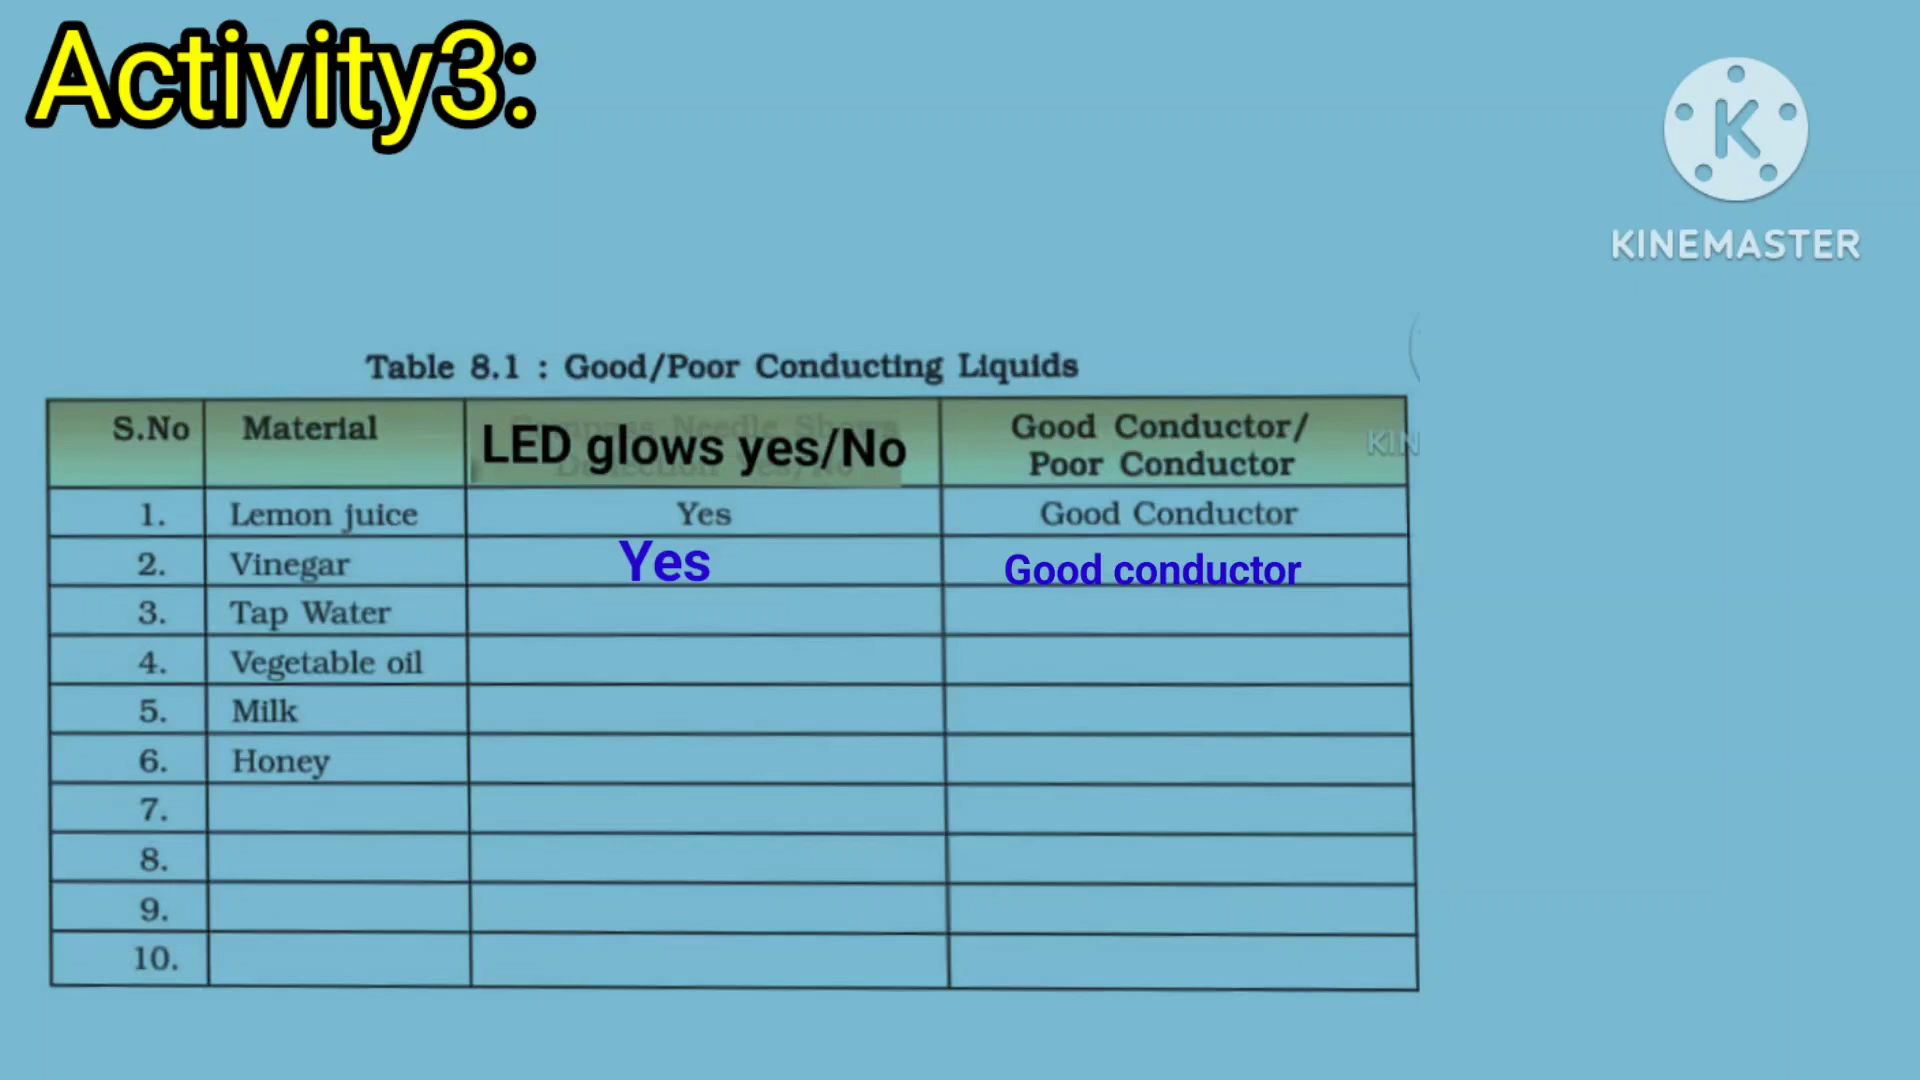 Activity3:
KINEMASTER
Table 8.1 : Good/Poor Conducting Liquids
S.No Material LED glows yes/No Good Conductor/
Poor Conductor
1. Lemon juice Yes Good Conductor
2. Vinegar Yes Good conductor
3. Tap Water
4. Vegetable oil
5. Milk
6. Honey
7.
8.
9.
10.